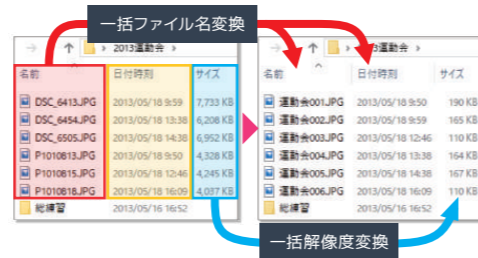 一括ファイル名変換
2013運動会
2013運動会
名前 日付時刻 サイズ
DSC_6413.JPG 2013/05/18 9:59 7,733 KB
DSC_6454.JPG 2013/05/18 13:38 6,208 KB
DSC_6505.JPG 2013/05/18 14:38 6,952 KB
P1010813.JPG 2013/05/18 9:50 4,328 KB
P1010815.JPG 2013/05/18 12:46 4,245 KB
P1010818.JPG 2013/05/18 16:09 4,037 KB
総練習 2013/05/16 16:52
名前 日付時刻 サイズ
運動会001.JPG 2013/05/18 9:50 190 KB
運動会002.JPG 2013/05/18 9:59 165 KB
運動会003.JPG 2013/05/18 12:46 110 KB
運動会004.JPG 2013/05/18 13:38 164 KB
運動会005.JPG 2013/05/18 14:38 167 KB
運動会006.JPG 2013/05/18 16:09 110 KB
総練習 2013/05/16 16:52
一括解像度変換